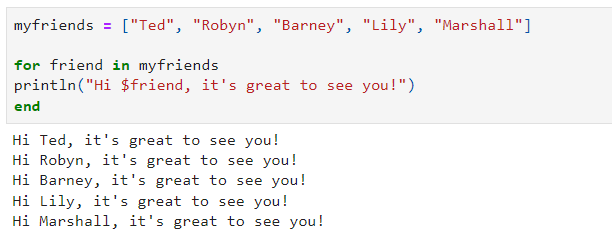 myfriends = ["Ted", "Robyn", "Barney", "Lily", "Marshall"]
for friend in myfriends
println("Hi $friend, it's great to see you!")
end
Hi Ted, it's great to see you!
Hi Robyn, it's great to see you!
Hi Barney, it's great to see you!
Hi Lily, it's great to see you!
Hi Marshall, it's great to see you!